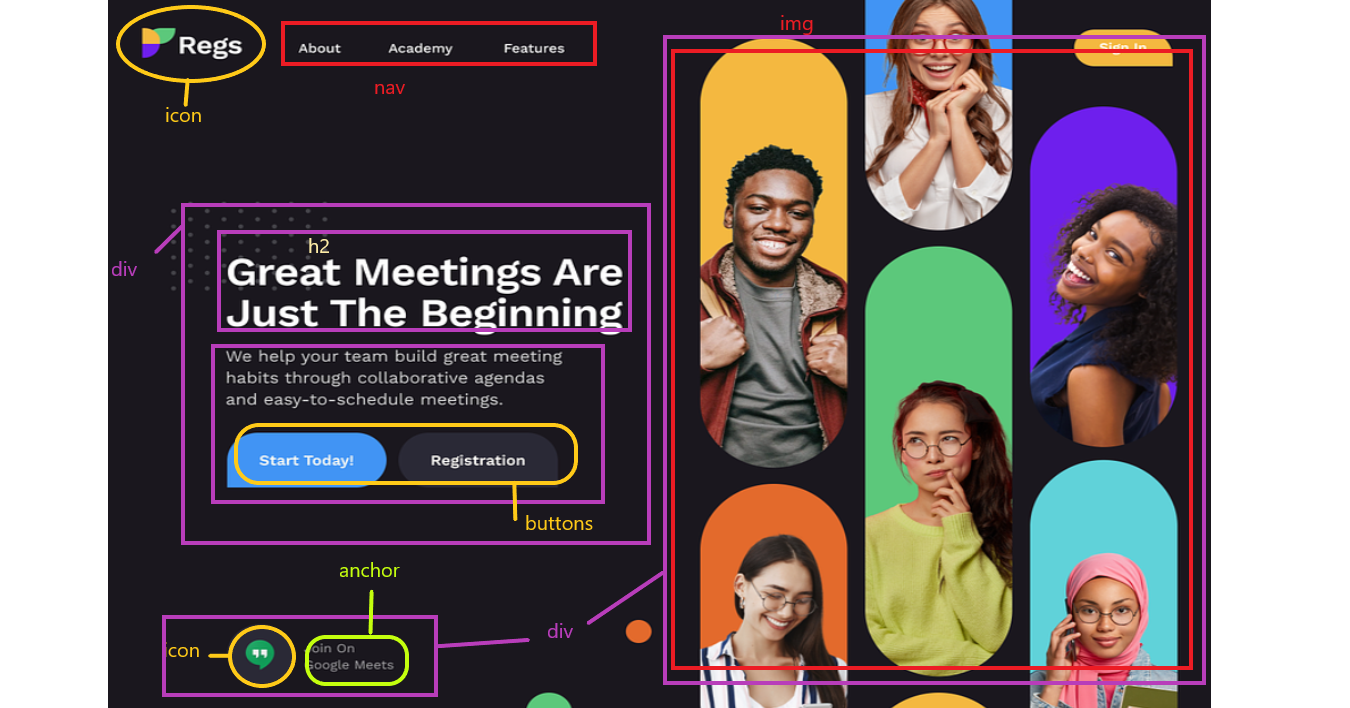 img
Regs
About Academy Features
Sign In
nav
icon
h2
div
Great Meetings Are
Just The Beginning
We help your team build great meeting
habits through collaborative agendas
and easy-to-schedule meetings.
Start Today! Registration
buttons
anchor
div
icon
Join On
Google Meets